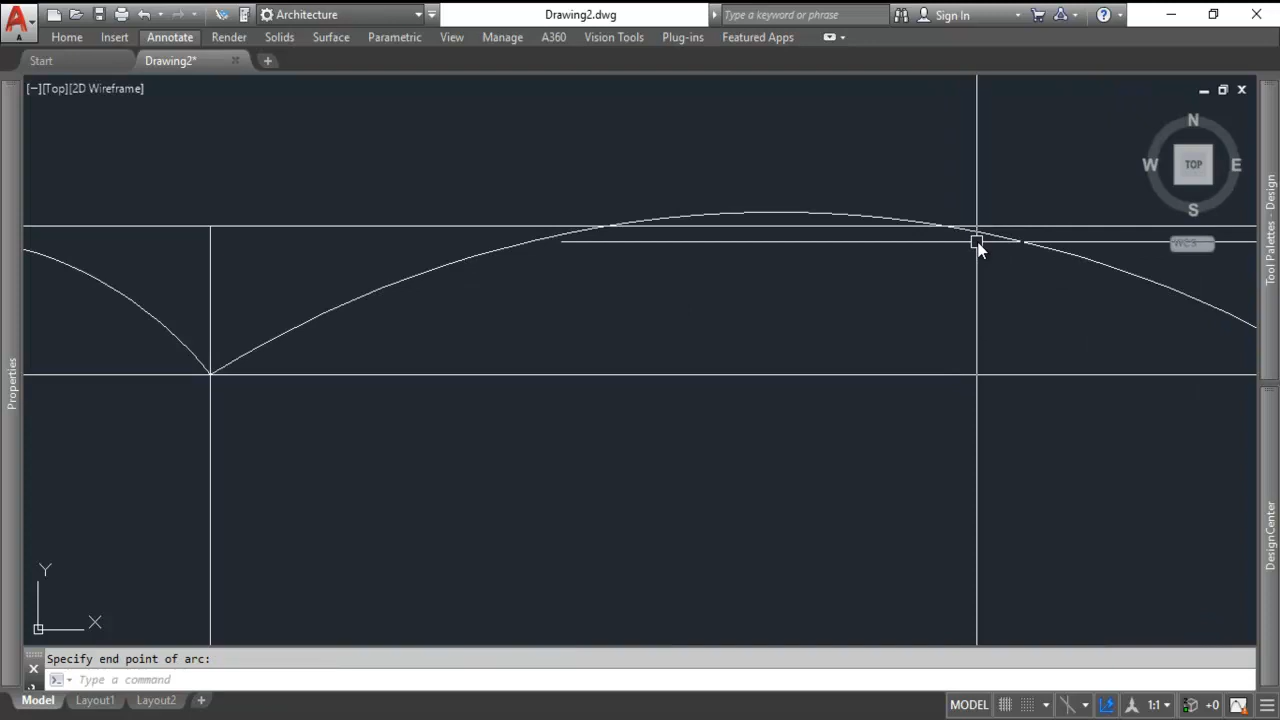 A
Architecture
Drawing2.dwg
Type a keyword or phrase
Sign In
?
Home Insert Annotate Render Solids Surface Parametric View Manage A360 Vision Tools Plug-ins Featured Apps
Start
Drawing2*
[−][Top][2D Wireframe]
N
W
TOP
E
S
WCS
Tool Palettes - Design
Properties
DesignCenter
Y
X
Specify end point of arc:
Type a command
Model Layout1 Layout2
MODEL
1:1
+0